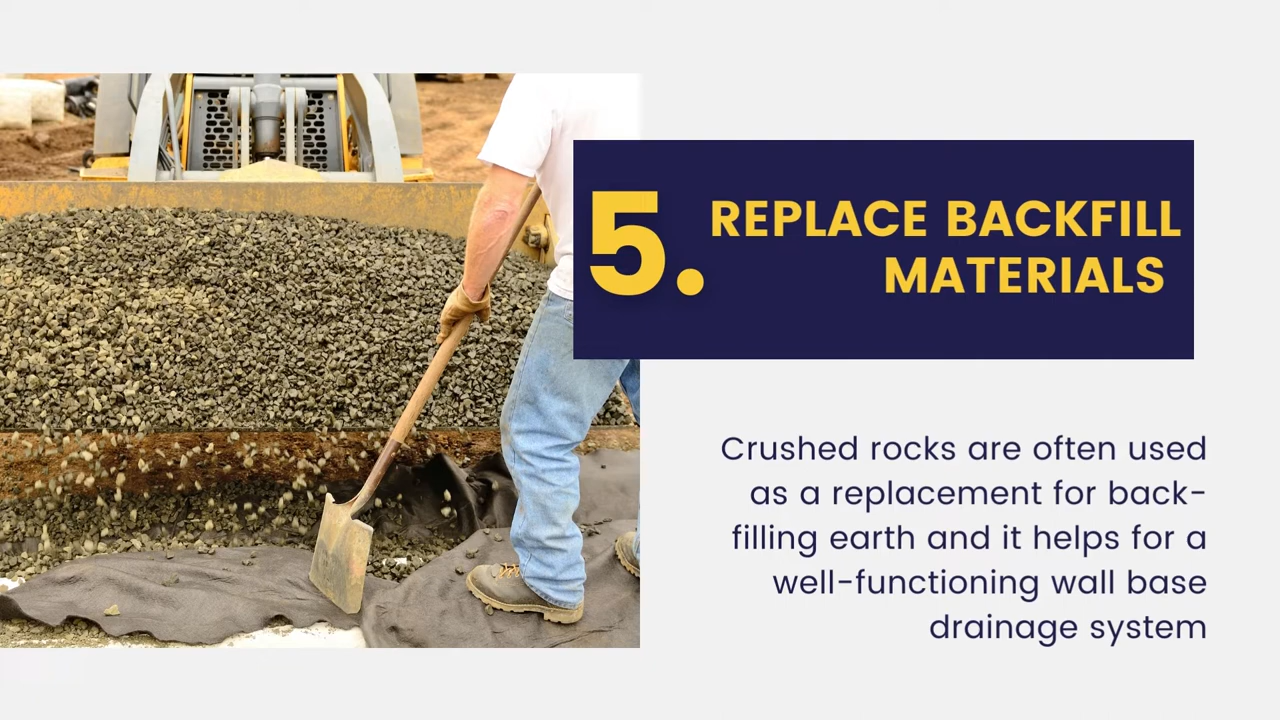 5.
REPLACE BACKFILL
MATERIALS
Crushed rocks are often used
as a replacement for back-
filling earth and it helps for a
well-functioning wall base
drainage system